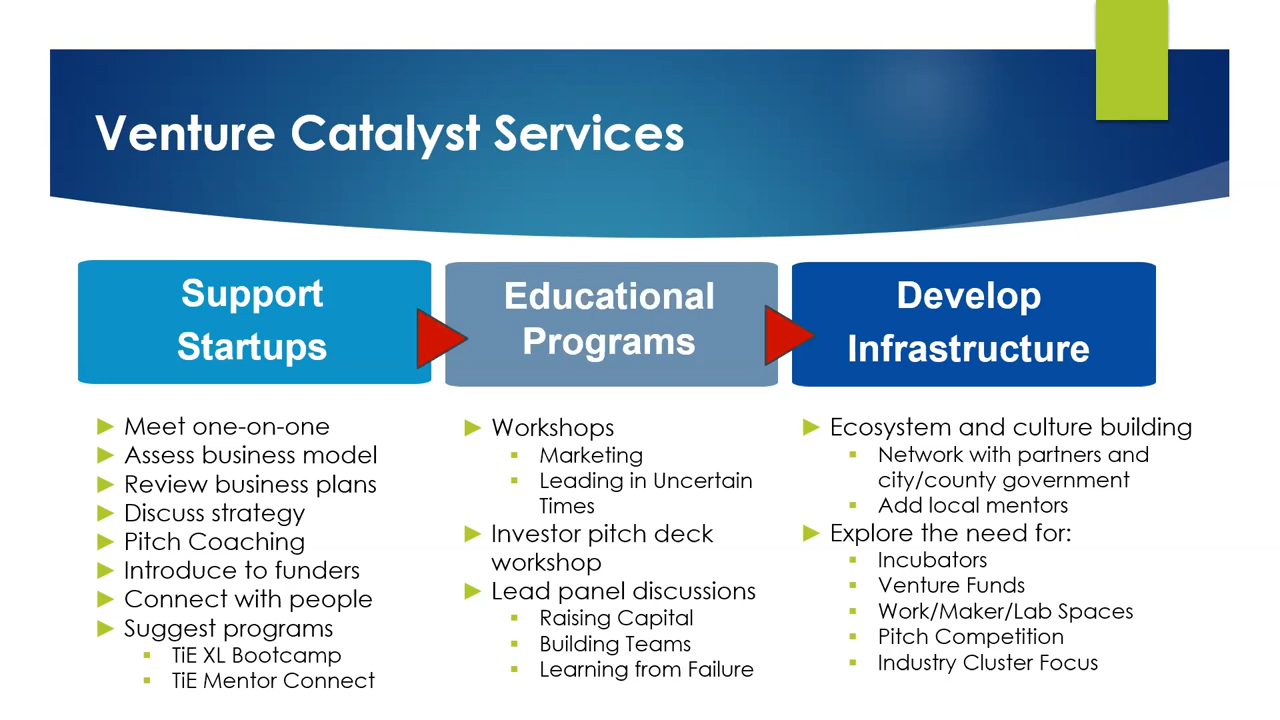 Venture Catalyst Services
Support
Startups
Meet one-on-one
Assess business model
Review business plans
Discuss strategy
Pitch Coaching
Introduce to funders
Connect with people
Suggest programs
TiE XL Bootcamp
TiE Mentor Connect
Educational
Programs
Workshops
Marketing
Leading in Uncertain
Times
Investor pitch deck
workshop
Lead panel discussions
Raising Capital
Building Teams
Learning from Failure
Develop
Infrastructure
Ecosystem and culture building
Network with partners and
city/county government
Add local mentors
Explore the need for:
Incubators
Venture Funds
Work/Maker/Lab Spaces
Pitch Competition
Industry Cluster Focus